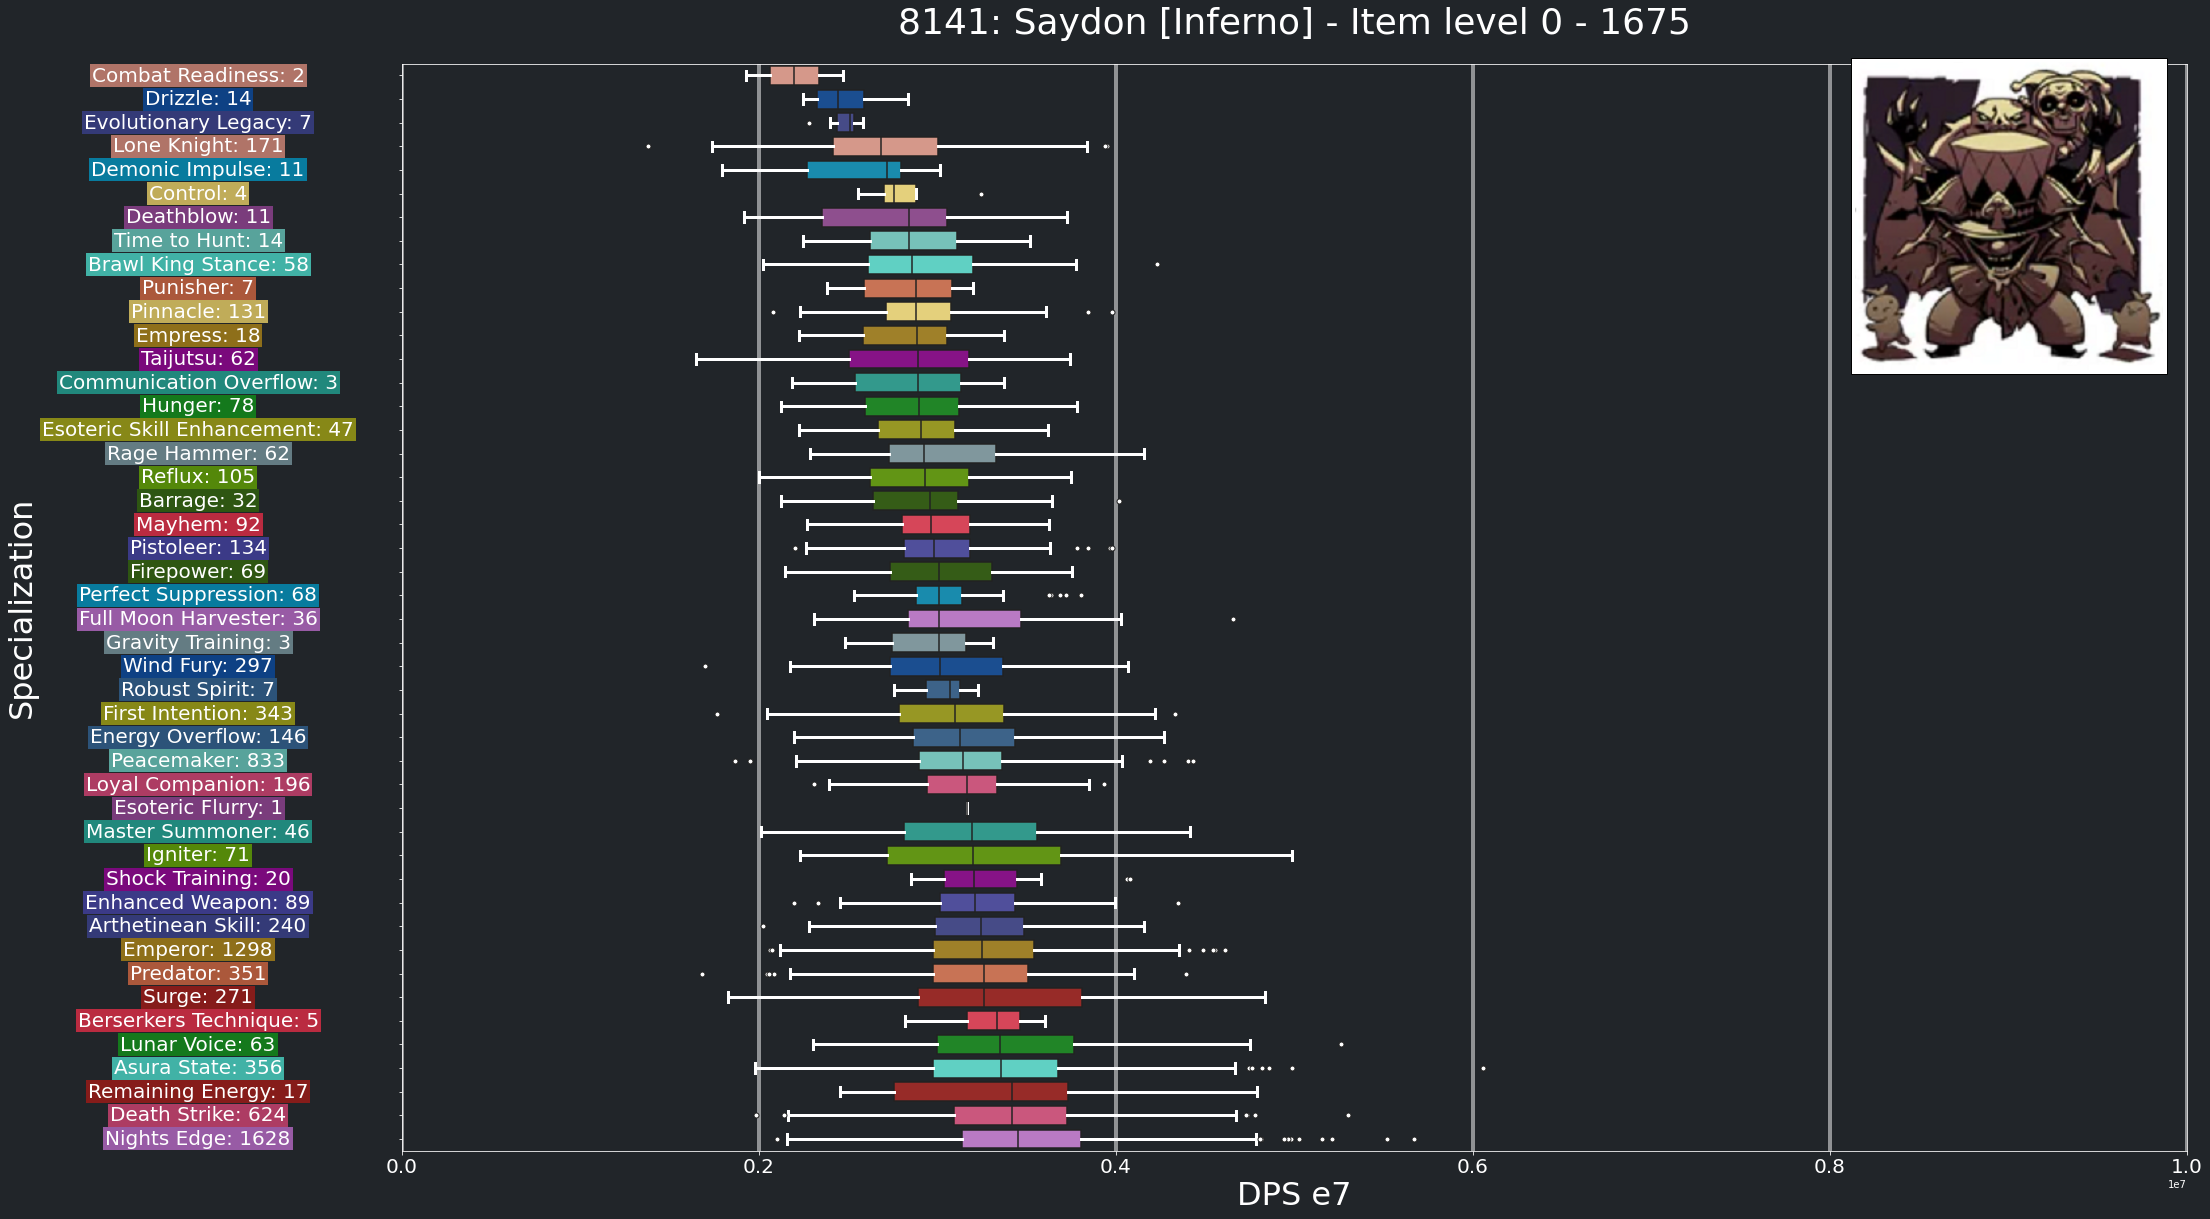 8141: Saydon [Inferno] - Item level 0 - 1675
Combat Readiness: 2
Drizzle: 14
Evolutionary Legacy: 7
Lone Knight: 171
Demonic Impulse: 11
Control: 4
Deathblow: 11
Time to Hunt: 14
Brawl King Stance: 58
Punisher: 7
Pinnacle: 131
Empress: 18
Taijutsu: 62
Communication Overflow: 3
Hunger: 78
Esoteric Skill Enhancement: 47
Rage Hammer: 62
Reflux: 105
Barrage: 32
Mayhem: 92
Pistoleer: 134
Firepower: 69
Perfect Suppression: 68
Full Moon Harvester: 36
Gravity Training: 3
Wind Fury: 297
Robust Spirit: 7
First Intention: 343
Energy Overflow: 146
Peacemaker: 833
Loyal Companion: 196
Esoteric Flurry: 1
Master Summoner: 46
Igniter: 71
Shock Training: 20
Enhanced Weapon: 89
Arthetinean Skill: 240
Emperor: 1298
Predator: 351
Surge: 271
Berserkers Technique: 5
Lunar Voice: 63
Asura State: 356
Remaining Energy: 17
Death Strike: 624
Nights Edge: 1628
Specialization
0.0 0.2 0.4 0.6 0.8 1.0
1e7
DPS e7